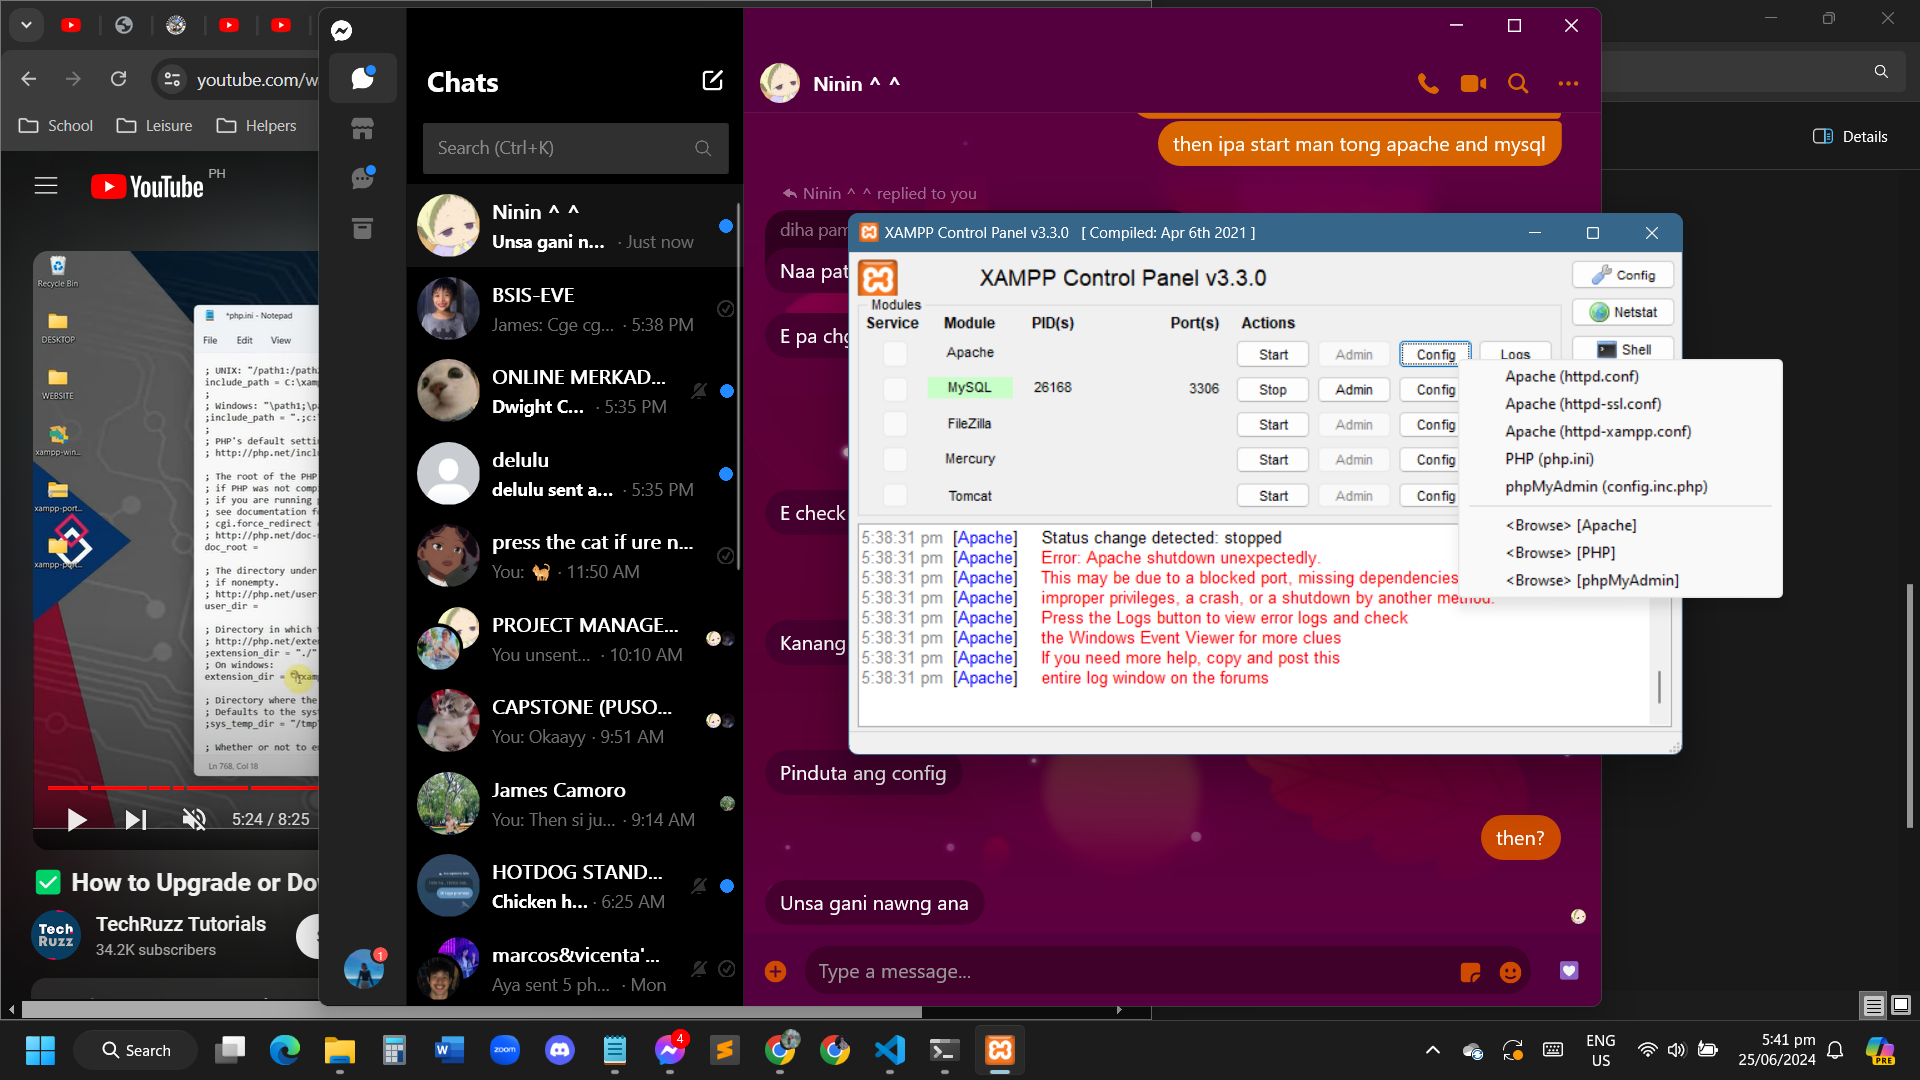 youtube.com/w
School
Leisure
Helpers
YouTube
PH
Recycle Bin
DESKTOP
WEBSITE
xampp-win...
xampp-port...
*php.ini - Notepad
File
Edit
View
; UNIX: "/path1:/path
;
; Windows: "\path1;\p
;include_path = ".;c:
;
; PHP's default setti
; http://php.net/incl
; The root of the PHP
; if PHP was not comp
; if you are running
; see documentation f
; cgi.force_redirect
; http://php.net/doc-
doc_root =
; The directory under
; if nonempty.
; http://php.net/user
user_dir =
; Directory in which t
; http://php.net/exte
;extension_dir = "./"
; On windows:
extension_dir =
; Directory where the
; Defaults to the syst
;sys_temp_dir = "/tmp
; Whether or not to e
Ln 768, Col 18
5:24 / 8:25
How to Upgrade or Do
Tech
Ruzz
TechRuzz Tutorials
34.2K subscribers
Chats
Search (Ctrl+K)
Ninin ^ ^
Unsa gani n... · Just now
BSIS-EVE
James: Cge cg... · 5:38 PM
ONLINE MERKAD...
Dwight C... · 5:35 PM
delulu
delulu sent a... · 5:35 PM
press the cat if ure n...
You: 🐈 · 11:50 AM
PROJECT MANAGE...
You unsent... · 10:10 AM
CAPSTONE (PUSO...
You: Okaayy · 9:51 AM
James Camoro
You: Then si ju... · 9:14 AM
HOTDOG STAND...
Chicken h... · 6:25 AM
marcos&vicenta'...
Aya sent 5 ph... · Mon
1
Ninin ^ ^
then ipa start man tong apache and mysql
Ninin ^ ^ replied to you
diha pam
Naa pat
E pa chg
E check
Kanang
Pinduta ang config
then?
Unsa gani nawng ana
Type a message...
Details
XAMPP Control Panel v3.3.0 [ Compiled: Apr 6th 2021 ]
XAMPP Control Panel v3.3.0
Config
Netstat
Shell
Modules
Service
Module
PID(s)
Port(s)
Actions
Apache
Start
Admin
Config
Logs
MySQL
26168
3306
Stop
Admin
Config
FileZilla
Start
Admin
Config
Mercury
Start
Admin
Config
Tomcat
Start
Admin
Config
Apache (httpd.conf)
Apache (httpd-ssl.conf)
Apache (httpd-xampp.conf)
PHP (php.ini)
phpMyAdmin (config.inc.php)
<Browse> [Apache]
<Browse> [PHP]
<Browse> [phpMyAdmin]
5:38:31 pm [Apache] Status change detected: stopped
5:38:31 pm [Apache] Error: Apache shutdown unexpectedly.
5:38:31 pm [Apache] This may be due to a blocked port, missing dependencies
5:38:31 pm [Apache] improper privileges, a crash, or a shutdown by another method.
5:38:31 pm [Apache] Press the Logs button to view error logs and check
5:38:31 pm [Apache] the Windows Event Viewer for more clues
5:38:31 pm [Apache] If you need more help, copy and post this
5:38:31 pm [Apache] entire log window on the forums
Search
zoom
4
ENG
US
5:41 pm
25/06/2024
PRE